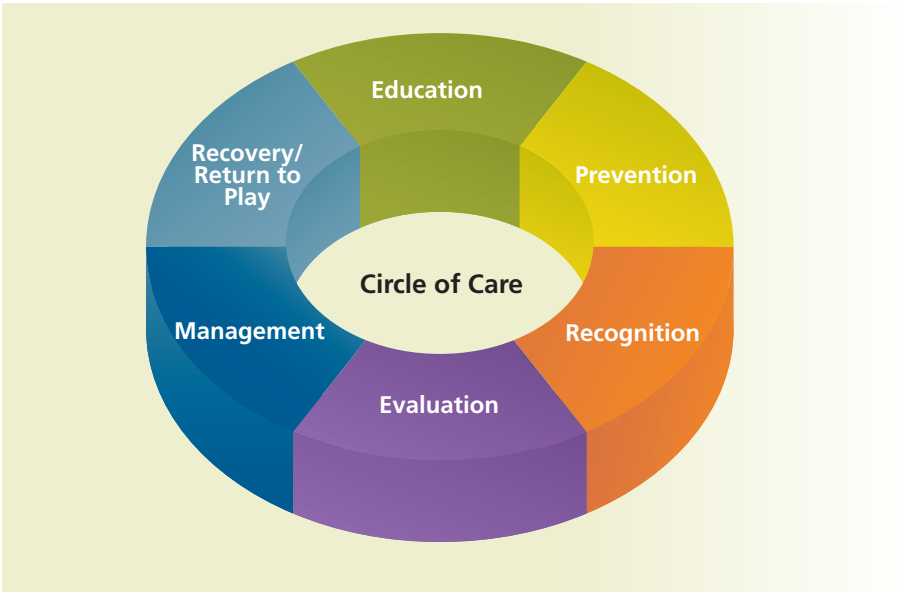 Education
Prevention
Recovery/
Return to
Play
Circle of Care
Management
Recognition
Evaluation